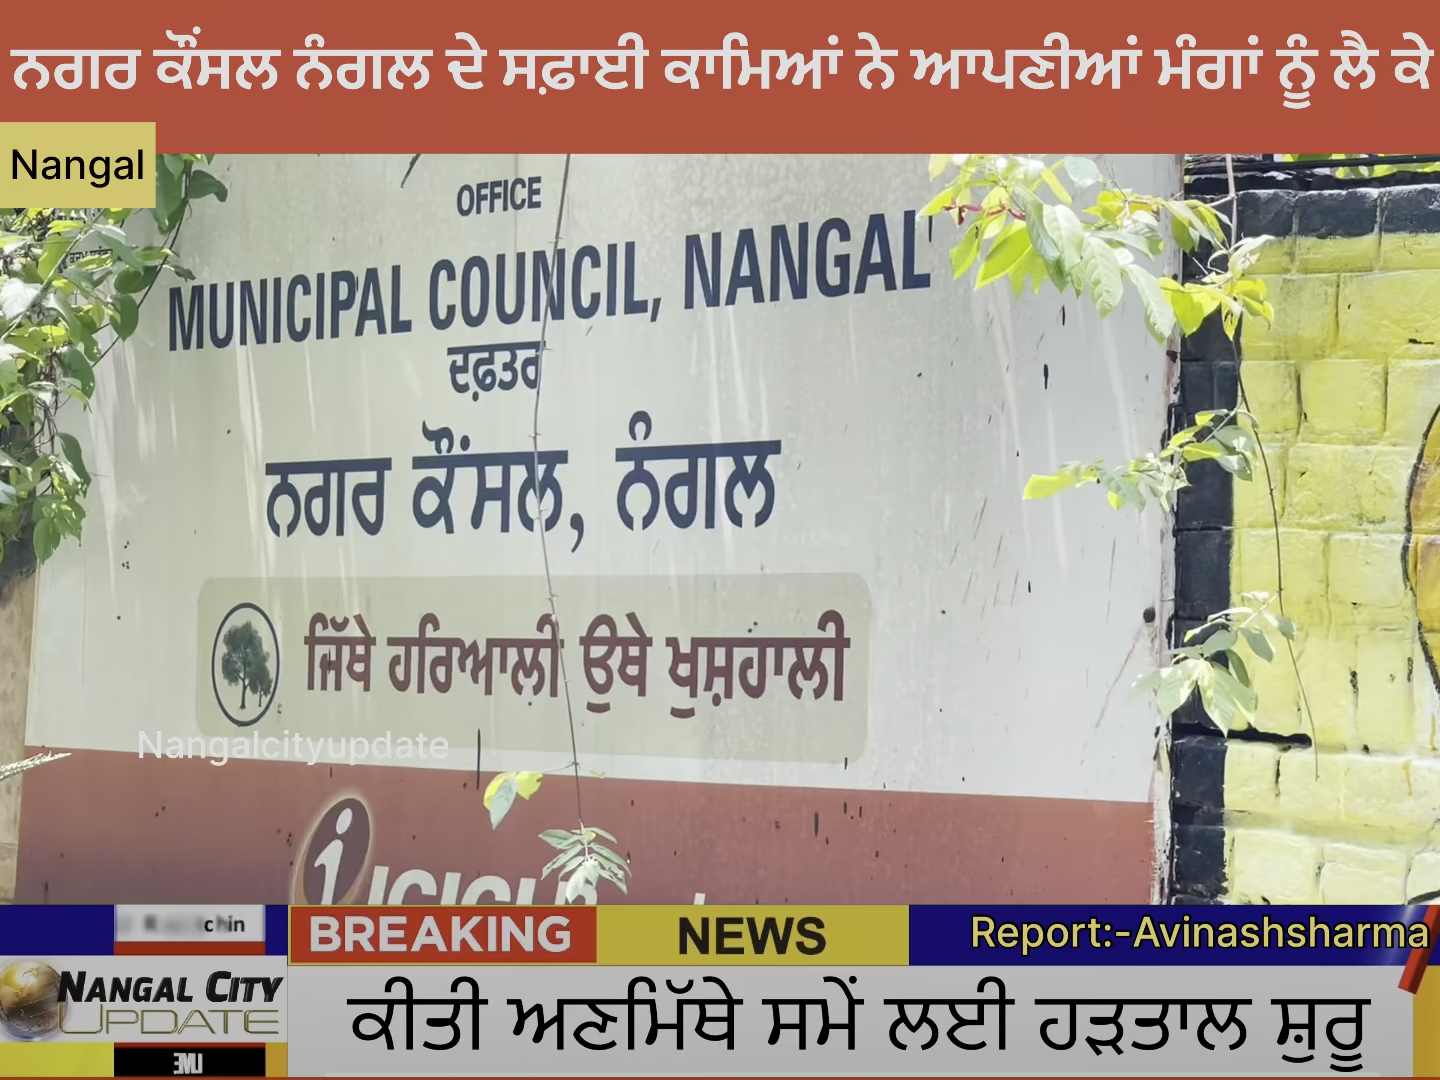 ਨਗਰ ਕੌਂਸਲ ਨੰਗਲ ਦੇ ਸਫ਼ਾਈ ਕਾਮਿਆਂ ਨੇ ਆਪਣੀਆਂ ਮੰਗਾਂ ਨੂੰ ਲੈ ਕੇ
Nangal
OFFICE
MUNICIPAL COUNCIL, NANGAL
ਦਫ਼ਤਰ
ਨਗਰ ਕੌਂਸਲ, ਨੰਗਲ
ਜਿੱਥੇ ਹਰਿਆਲੀ ਉਥੇ ਖੁਸ਼ਹਾਲੀ
Nangalcityupdate
BREAKING NEWS
Report:-Avinashsharma
NANGAL CITY
UPDATE
ਕੀਤੀ ਅਣਮਿੱਥੇ ਸਮੇਂ ਲਈ ਹੜਤਾਲ ਸ਼ੁਰੂ